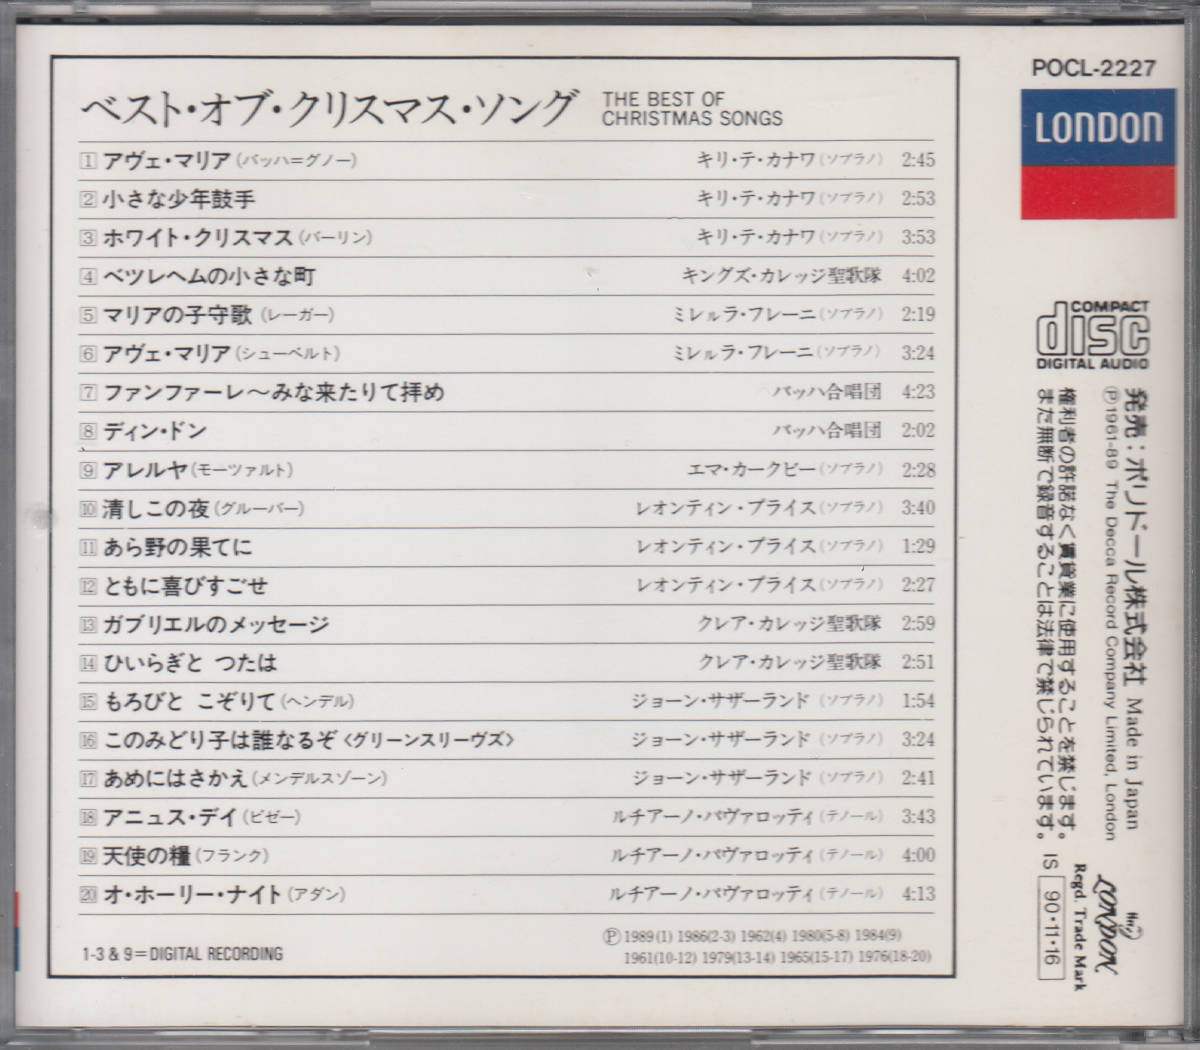 ベスト・オブ・クリスマス・ソング THE BEST OF
CHRISTMAS SONGS
1 アヴェ・マリア(バッハ=グノー) キリ・テ・カナワ(ソプラノ) 2:45
2 小さな少年鼓手 キリ・テ・カナワ(ソプラノ) 2:53
3 ホワイト・クリスマス(バーリン) キリ・テ・カナワ(ソプラノ) 3:53
4 ベツレヘムの小さな町 キングズ・カレッジ聖歌隊 4:02
5 マリアの子守歌(レーガー) ミレルラ・フレーニ(ソプラノ) 2:19
6 アヴェ・マリア(シューベルト) ミレルラ・フレーニ(ソプラノ) 3:24
7 ファンファーレ〜みな来たりて拝め バッハ合唱団 4:23
8 ディン・ドン バッハ合唱団 2:02
9 アレルヤ(モーツァルト) エマ・カークビー(ソプラノ) 2:28
10 清しこの夜(グルーバー) レオンティン・プライス(ソプラノ) 3:40
11 あら野の果てに レオンティン・プライス(ソプラノ) 1:29
12 ともに喜びすごせ レオンティン・プライス(ソプラノ) 2:27
13 ガブリエルのメッセージ クレア・カレッジ聖歌隊 2:59
14 ひいらぎと つたは クレア・カレッジ聖歌隊 2:51
15 もろびと こぞりて(ヘンデル) ジョーン・サザーランド(ソプラノ) 1:54
16 このみどり子は誰なるぞ〈グリーンスリーヴズ〉 ジョーン・サザーランド(ソプラノ) 3:24
17 あめにはさかえ(メンデルスゾーン) ジョーン・サザーランド(ソプラノ) 2:41
18 アニュス・デイ(ビゼー) ルチアーノ・パヴァロッティ(テノール) 3:43
19 天使の糧(フランク) ルチアーノ・パヴァロッティ(テノール) 4:00
20 オ・ホーリー・ナイト(アダン) ルチアーノ・パヴァロッティ(テノール) 4:13
1-3 & 9=DIGITAL RECORDING
Ⓟ1989(1) 1986(2-3) 1962(4) 1980(5-8) 1984(9)
1961(10-12) 1979(13-14) 1965(15-17) 1976(18-20)
POCL-2227
LONDON
COMPACT
disc
DIGITAL AUDIO
発売:ポリドール株式会社 Made in Japan
Ⓟ1961-89 The Decca Record Company Limited, London
権利者の許諾なく賃貸業に使用することを禁じます。
また無断で録音することは法律で禁じられています。
IS 90・11・16
LONDON
Regd. Trade Mark